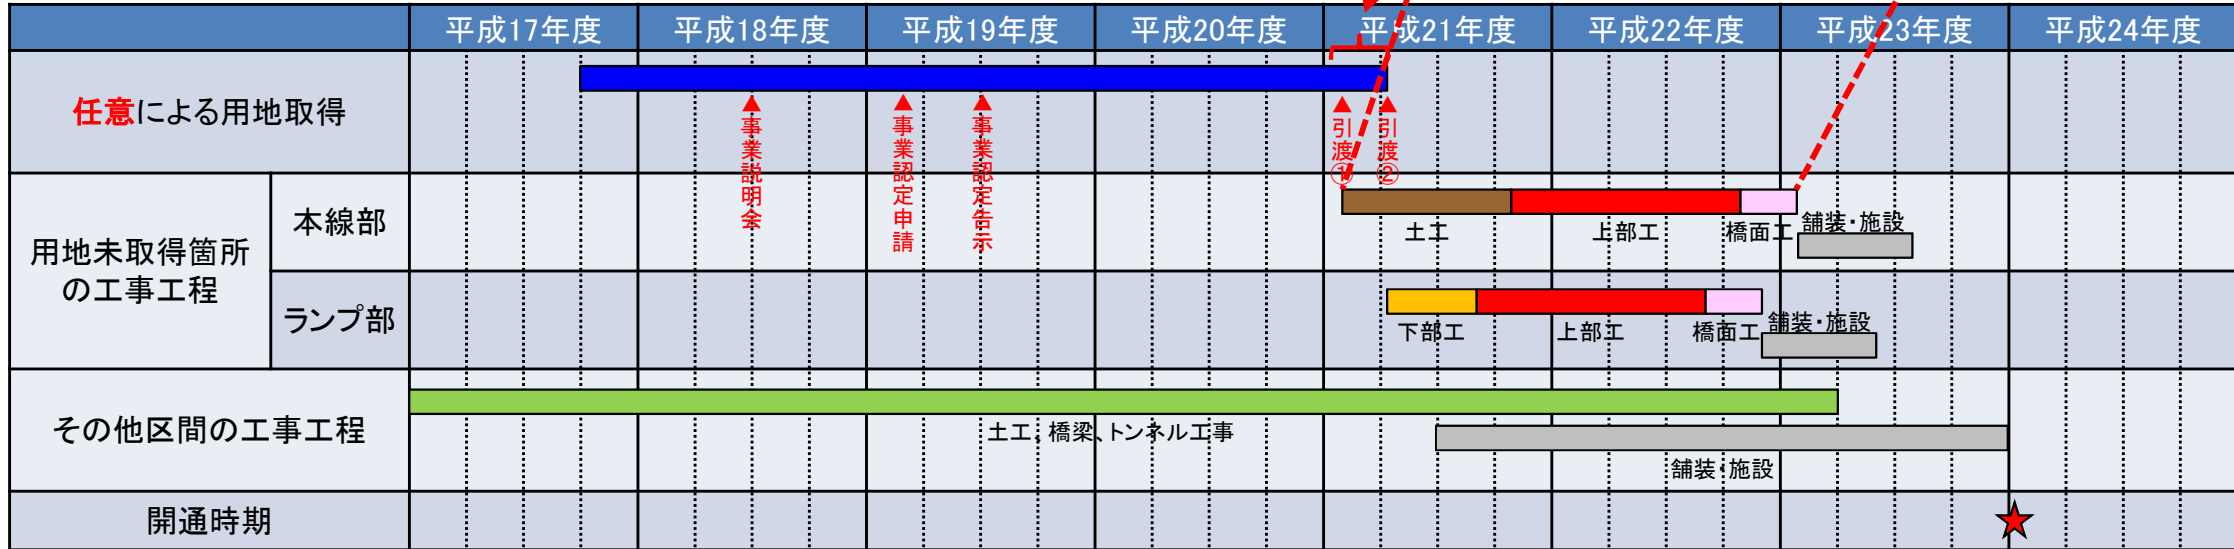 平成17年度
平成18年度
平成19年度
平成20年度
平成21年度
平成22年度
平成23年度
平成24年度
任意による用地取得
事業説明会
事業認定申請
事業認定告示
引渡①
引渡②
用地未取得箇所
の工事工程
本線部
土工
上部工
橋面工
舗装・施設
ランプ部
下部工
上部工
橋面工
舗装・施設
その他区間の工事工程
土工、橋梁、トンネル工事
舗装・施設
開通時期